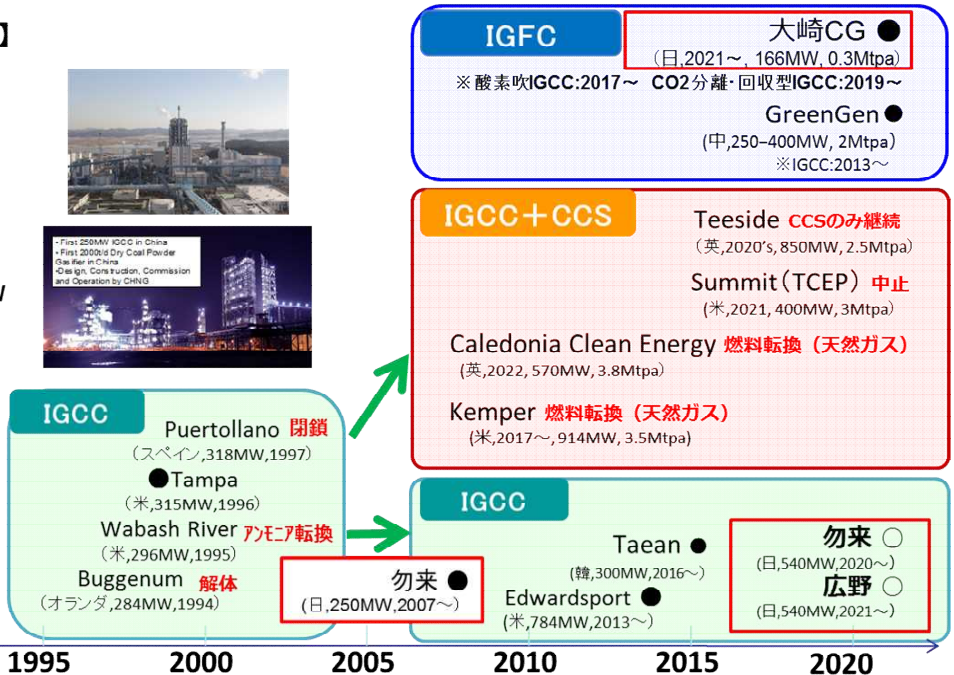 】
IGFC
大崎CG ●
(日,2021～, 166MW, 0.3Mtpa)
※酸素吹IGCC:2017～ CO2分離・回収型IGCC:2019～
GreenGen ●
(中,250–400MW, 2Mtpa)
※IGCC:2013～
• First 250MW IGCC in China
• First 2000t/d Dry Coal Powder
Gasifier in China
•Design, Construction, Commission
and Operation by CHNG
IGCC＋CCS
Teeside CCSのみ継続
(英,2020's,850MW, 2.5Mtpa)
Summit(TCEP) 中止
(米,2021, 400MW, 3Mtpa)
Caledonia Clean Energy 燃料転換（天然ガス）
(英,2022, 570MW, 3.8Mtpa)
Kemper 燃料転換（天然ガス）
(米,2017～, 914MW, 3.5Mtpa)
IGCC
Puertollano 閉鎖
(スペイン,318MW,1997)
●Tampa
(米,315MW,1996)
Wabash River アンモニア転換
(米,296MW,1995)
Buggenum 解体
(オランダ,284MW,1994)
勿来 ●
(日,250MW,2007～)
IGCC
Taean ●
(韓,300MW,2016～)
Edwardsport ●
(米,784MW,2013～)
勿来 ○
(日,540MW,2020～)
広野 ○
(日,540MW,2021～)
1995 2000 2005 2010 2015 2020